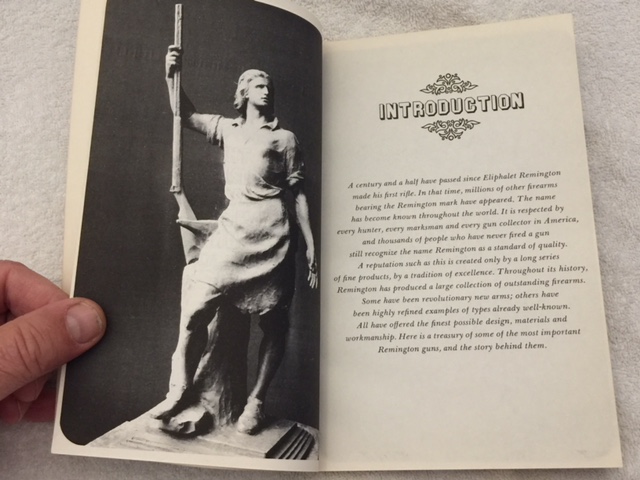 INTRODUCTION
A century and a half have passed since Eliphalet Remington
made his first rifle. In that time, millions of other firearms
bearing the Remington mark have appeared. The name
has become known throughout the world. It is respected by
every hunter, every marksman and every gun collector in America,
and thousands of people who have never fired a gun
still recognize the name Remington as a standard of quality.
A reputation such as this is created only by a long series
of fine products, by a tradition of excellence. Throughout its history,
Remington has produced a large collection of outstanding firearms.
Some have been revolutionary new arms; others have
been highly refined examples of types already well-known.
All have offered the finest possible design, materials and
workmanship. Here is a treasury of some of the most important
Remington guns, and the story behind them.